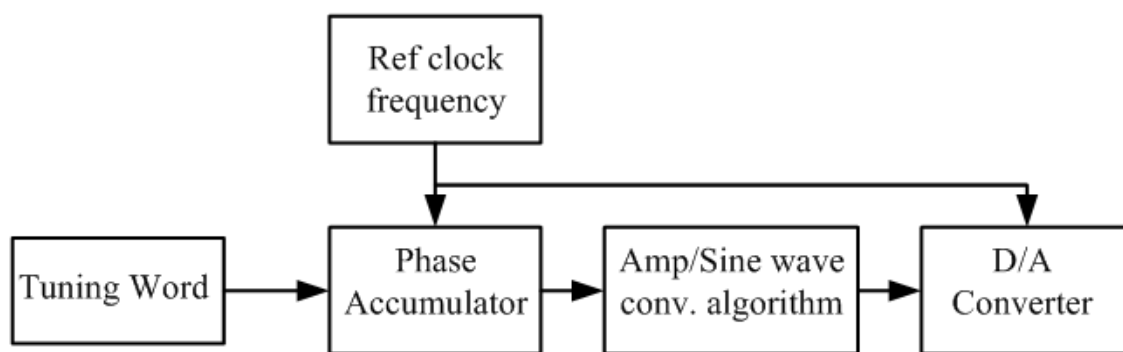 Ref clock
frequency
Tuning Word
Phase
Accumulator
Amp/Sine wave
conv. algorithm
D/A
Converter